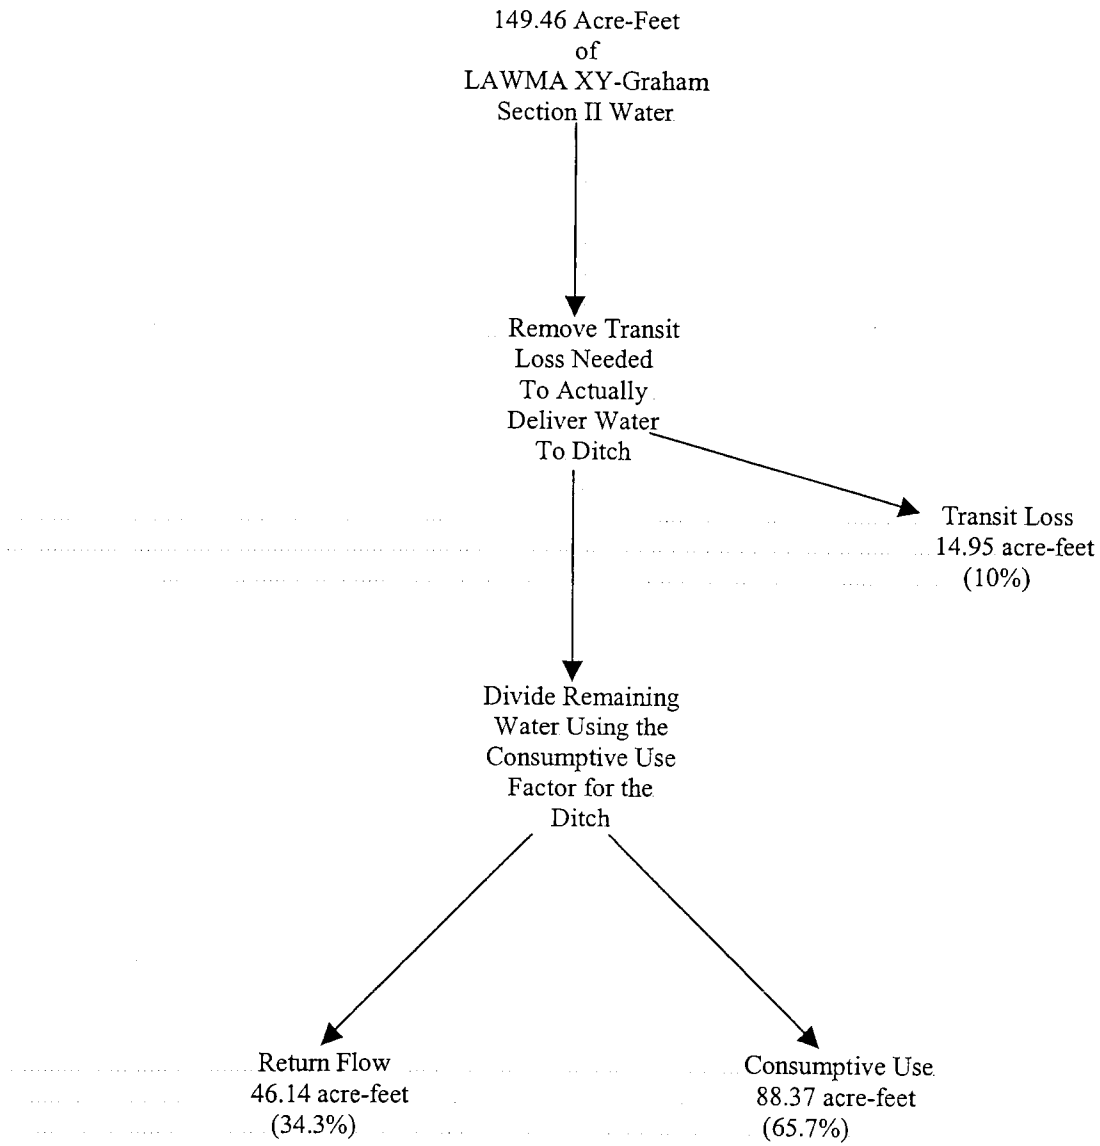 149.46 Acre-Feet
of
LAWMA XY-Graham
Section II Water
Remove Transit
Loss Needed
To Actually
Deliver Water
To Ditch
Transit Loss
14.95 acre-feet
(10%)
Divide Remaining
Water Using the
Consumptive Use
Factor for the
Ditch
Return Flow
46.14 acre-feet
(34.3%)
Consumptive Use
88.37 acre-feet
(65.7%)